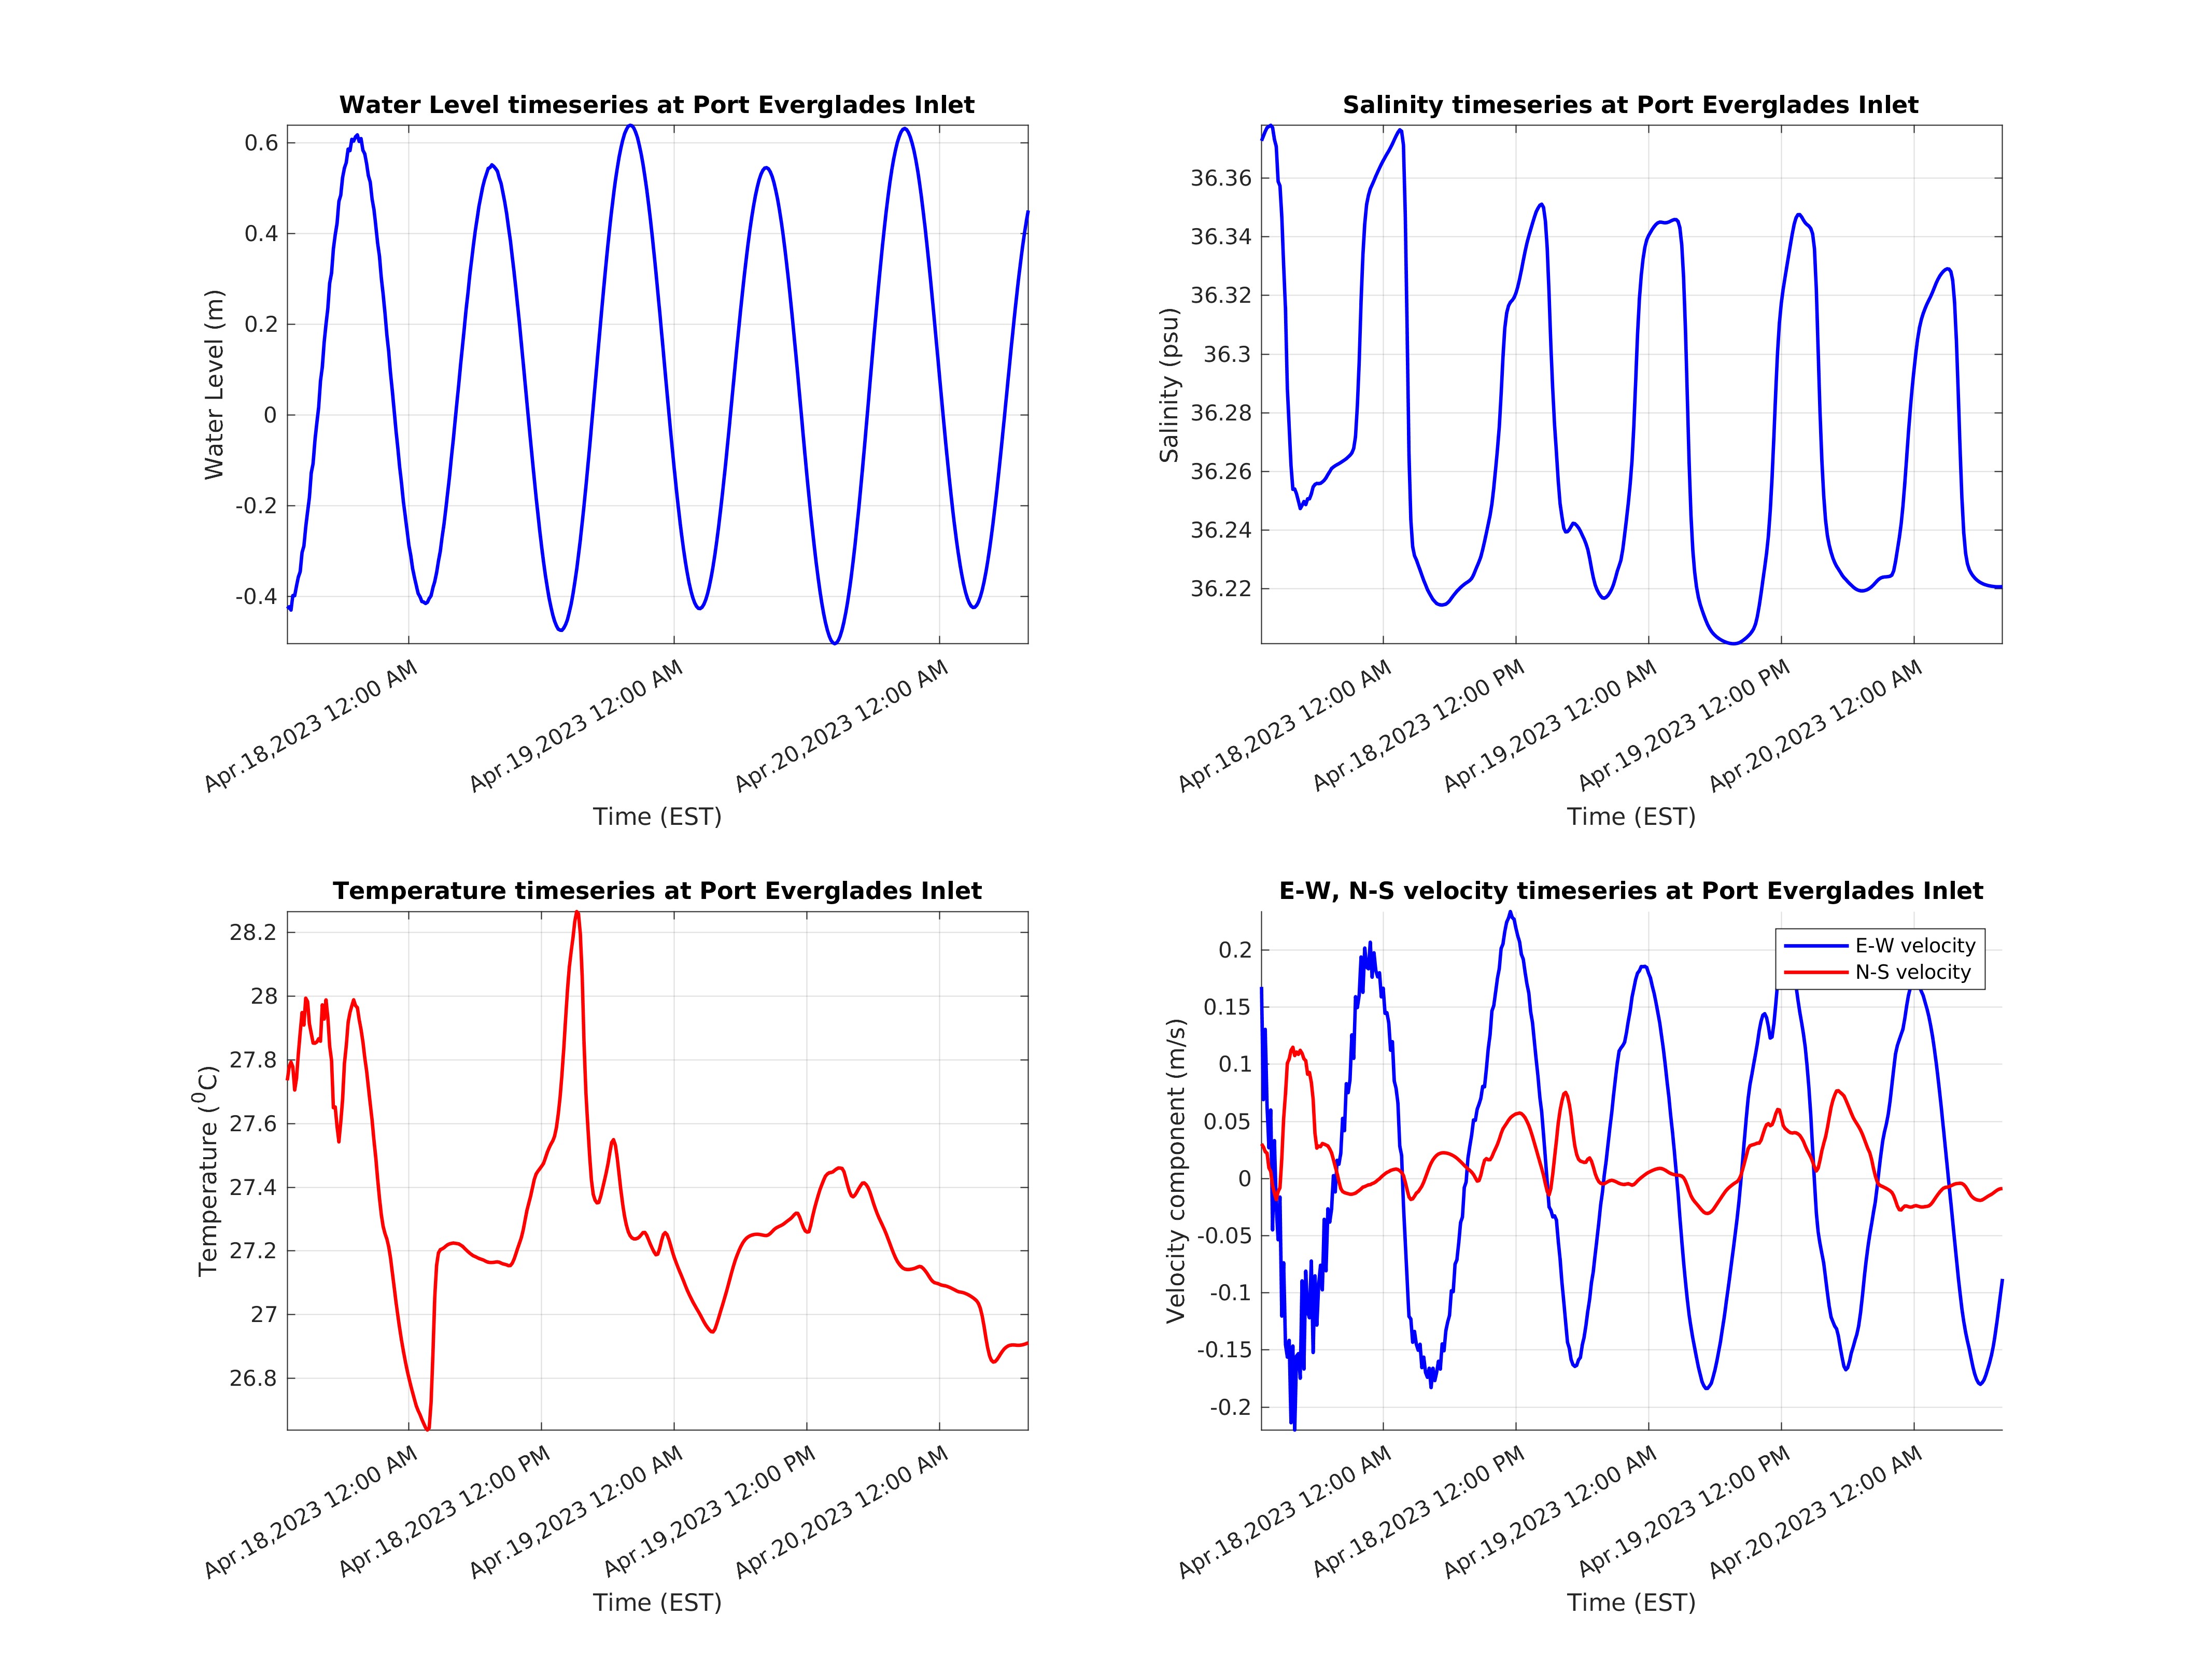 Water Level timeseries at Port Everglades Inlet
0.6
0.4
0.2
0
-0.2
-0.4
Water Level (m)
Apr.18,2023 12:00 AM
Apr.19,2023 12:00 AM
Apr.20,2023 12:00 AM
Time (EST)
Salinity timeseries at Port Everglades Inlet
36.36
36.34
36.32
36.3
36.28
36.26
36.24
36.22
Salinity (psu)
Apr.18,2023 12:00 AM
Apr.18,2023 12:00 PM
Apr.19,2023 12:00 AM
Apr.19,2023 12:00 PM
Apr.20,2023 12:00 AM
Time (EST)
Temperature timeseries at Port Everglades Inlet
28.2
28
27.8
27.6
27.4
27.2
27
26.8
Temperature (⁰C)
Apr.18,2023 12:00 AM
Apr.18,2023 12:00 PM
Apr.19,2023 12:00 AM
Apr.19,2023 12:00 PM
Apr.20,2023 12:00 AM
Time (EST)
E-W, N-S velocity timeseries at Port Everglades Inlet
E-W velocity
N-S velocity
0.2
0.15
0.1
0.05
0
-0.05
-0.1
-0.15
-0.2
Velocity component (m/s)
Apr.18,2023 12:00 AM
Apr.18,2023 12:00 PM
Apr.19,2023 12:00 AM
Apr.19,2023 12:00 PM
Apr.20,2023 12:00 AM
Time (EST)